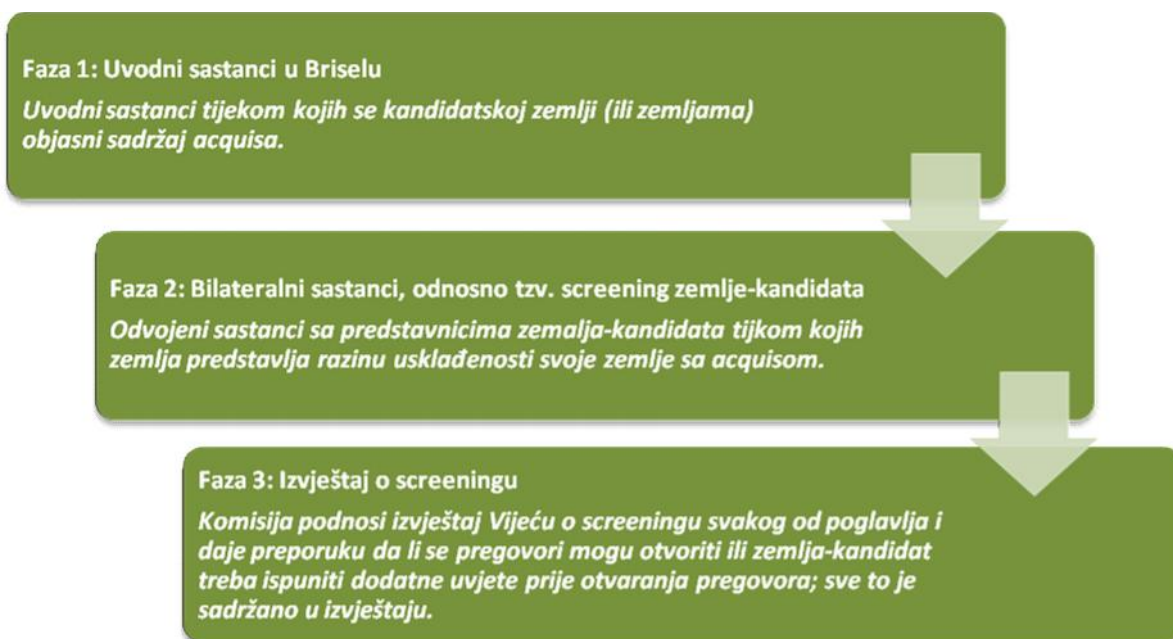 Faza 1: Uvodni sastanci u Briselu
Uvodni sastanci tijekom kojih se kandidatskoj zemlji (ili zemljama)
objasni sadržaj acquisa.
Faza 2: Bilateralni sastanci, odnosno tzv. screening zemlje-kandidata
Odvojeni sastanci sa predstavnicima zemalja-kandidata tijkom kojih
zemlja predstavlja razinu usklađenosti svoje zemlje sa acquisom.
Faza 3: Izvještaj o screeningu
Komisija podnosi izvještaj Vijeću o screeningu svakog od poglavlja i
daje preporuku da li se pregovori mogu otvoriti ili zemlja-kandidat
treba ispuniti dodatne uvjete prije otvaranja pregovora; sve to je
sadržano u izvještaju.